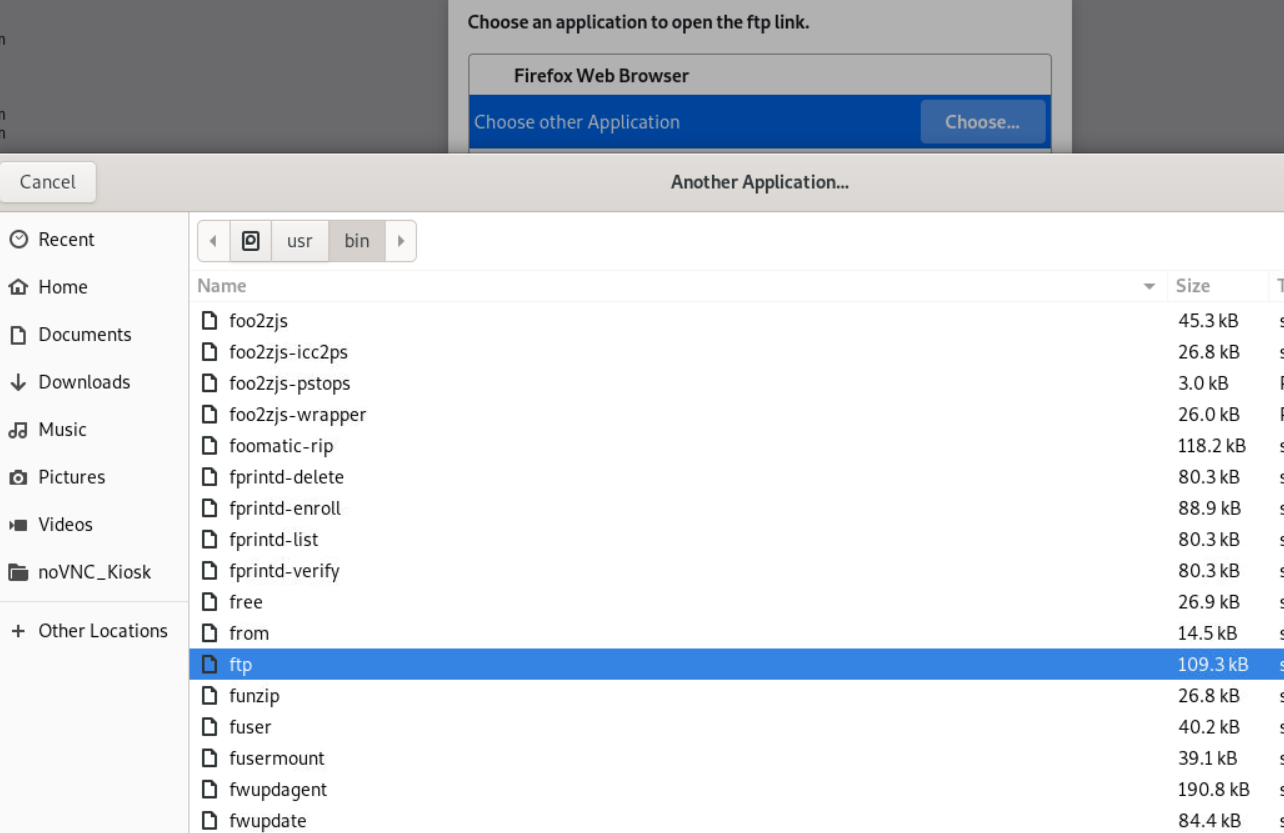 Choose an application to open the ftp link.
Firefox Web Browser
Choose other Application Choose...
Cancel Another Application...
Recent usr bin
Name Size
Home
Documents
Downloads
Music
Pictures
Videos
noVNC_Kiosk
Other Locations
foo2zjs 45.3 kB
foo2zjs-icc2ps 26.8 kB
foo2zjs-pstops 3.0 kB
foo2zjs-wrapper 26.0 kB
foomatic-rip 118.2 kB
fprintd-delete 80.3 kB
fprintd-enroll 88.9 kB
fprintd-list 80.3 kB
fprintd-verify 80.3 kB
free 26.9 kB
from 14.5 kB
ftp 109.3 kB
funzip 26.8 kB
fuser 40.2 kB
fusermount 39.1 kB
fwupdagent 190.8 kB
fwupdate 84.4 kB